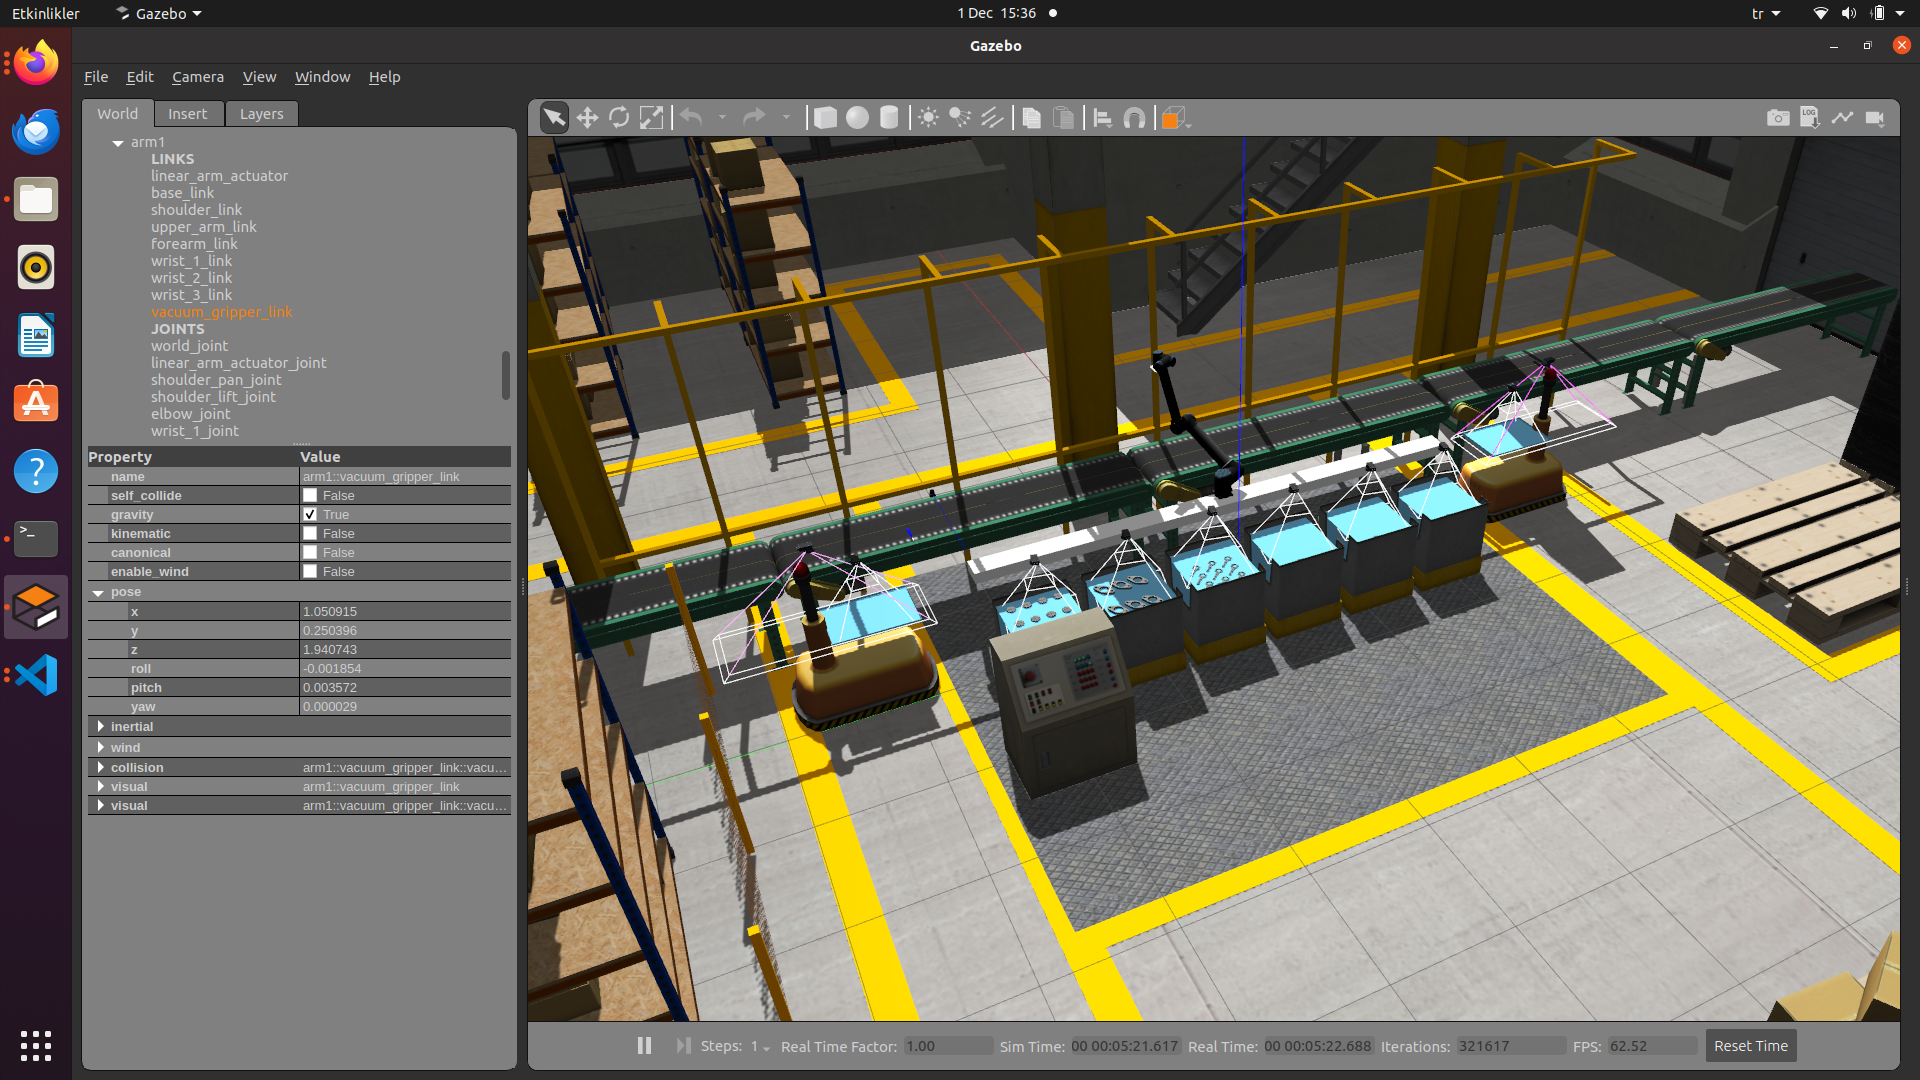 Etkinlikler
Gazebo
1 Dec 15:36
tr
Gazebo
File Edit Camera View Window Help
World Insert Layers
LOG
arm1
LINKS
linear_arm_actuator
base_link
shoulder_link
upper_arm_link
forearm_link
wrist_1_link
wrist_2_link
wrist_3_link
vacuum_gripper_link
JOINTS
world_joint
linear_arm_actuator_joint
shoulder_pan_joint
shoulder_lift_joint
elbow_joint
wrist_1_joint
Property Value
name arm1::vacuum_gripper_link
self_collide False
gravity True
kinematic False
canonical False
enable_wind False
pose
x 1.050915
y 0.250396
z 1.940743
roll -0.001854
pitch 0.003572
yaw 0.000029
inertial
wind
collision arm1::vacuum_gripper_link::vacu…
visual arm1::vacuum_gripper_link
visual arm1::vacuum_gripper_link::vacu…
Steps: 1 Real Time Factor: 1.00 Sim Time: 00 00:05:21.617 Real Time: 00 00:05:22.688 Iterations: 321617 FPS: 62.52 Reset Time